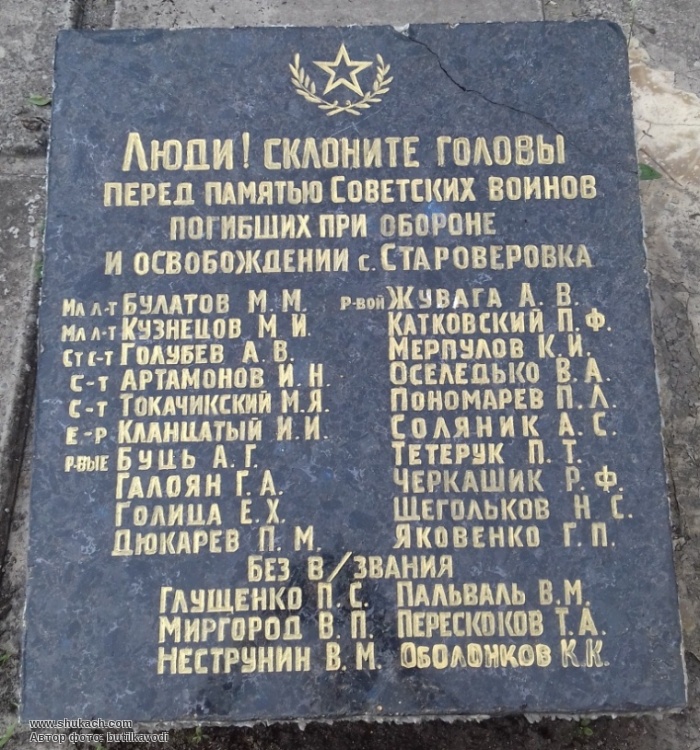 Люди! склоните головы
перед памятью Советских воинов
погибших при обороне
и освобождении с. Староверовка
Мл л-т Булатов М. М.
Мл л-т Кузнецов М. И.
Ст с-т Голубев А. В.
С-т Артамонов И. Н.
С-т Токачикский М. Я.
Е-р Кланцатый И. И.
Р-вые Буць А. Г.
Галоян Г. А.
Голица Е. Х.
Дюкарев П. М.
Р-вой Жувага А. В.
Катковский П. Ф.
Мерпулов К. И.
Оселедько В. А.
Пономарев П. Л.
Соляник А. С.
Тетерук П. Т.
Черкашик Р. Ф.
Щегольков Н С.
Яковенко Г. П.
Без в/звания
Глущенко П. С. Пальваль В. М.
Миргород В. П. Перескоков Т. А.
Неструнин В. М. Оболонков К. К.
www.shukach.com
Автор фото: butilkavodi